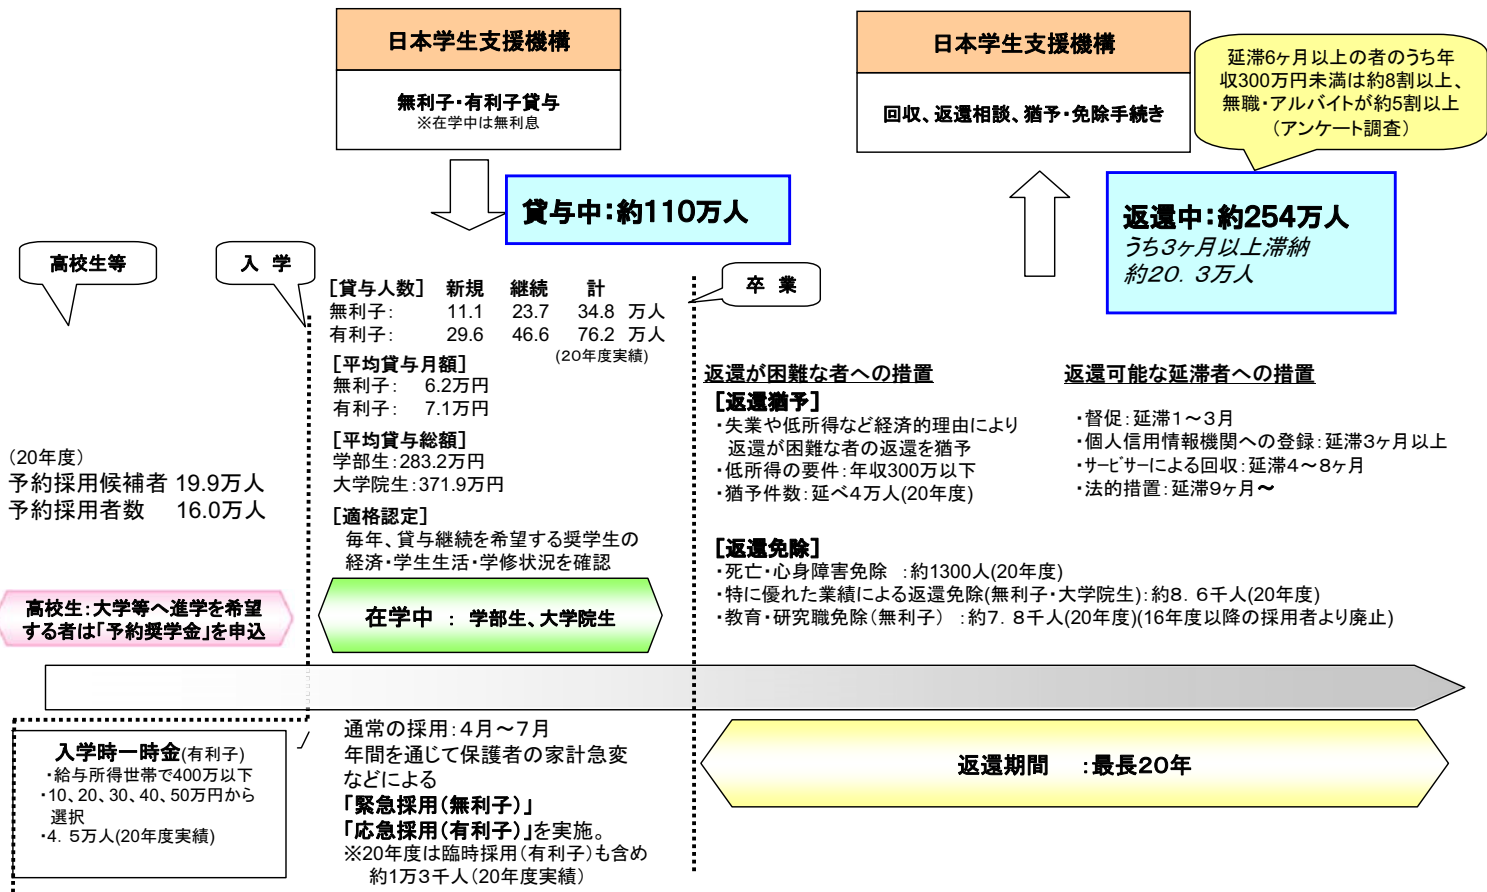 日本学生支援機構
無利子・有利子貸与
※在学中は無利息
日本学生支援機構
回収、返還相談、猶予・免除手続き
延滞6ヶ月以上の者のうち年
収300万円未満は約8割以上、
無職・アルバイトが約5割以上
（アンケート調査）
貸与中：約110万人
返還中：約254万人
うち3ヶ月以上滞納
約20．3万人
高校生等
入　学
卒　業
［貸与人数］　新規　継続　計
無利子：　11.1　23.7　34.8 万人
有利子：　29.6　46.6　76.2 万人
（20年度実績）
［平均貸与月額］
無利子：　6.2万円
有利子：　7.1万円
［平均貸与総額］
学部生：283.2万円
大学院生：371.9万円
［適格認定］
毎年、貸与継続を希望する奨学生の
経済・学生生活・学修状況を確認
（20年度）
予約採用候補者 19.9万人
予約採用者数　16.0万人
返還が困難な者への措置
［返還猶予］
・失業や低所得など経済的理由により
返還が困難な者の返還を猶予
・低所得の要件：年収300万以下
・猶予件数：延べ４万人(20年度)
返還可能な延滞者への措置
・督促：延滞１～３月
・個人信用情報機関への登録：延滞３ヶ月以上
・サービサーによる回収：延滞４～８ヶ月
・法的措置：延滞９ヶ月～
［返還免除］
・死亡・心身障害免除　：約1300人(20年度)
・特に優れた業績による返還免除(無利子・大学院生)：約８．６千人(20年度)
・教育・研究職免除（無利子）　：約７．８千人(20年度)(16年度以降の採用者より廃止)
高校生：大学等へ進学を希望
する者は「予約奨学金」を申込
在学中　：　学部生、大学院生
入学時一時金(有利子)
・給与所得世帯で400万以下
・10、20、30、40、50万円から
選択
・４．５万人(20年度実績)
通常の採用：４月～７月
年間を通じて保護者の家計急変
などによる
「緊急採用（無利子）」
「応急採用（有利子）」を実施。
※20年度は臨時採用（有利子）も含め
約1万３千人（20年度実績）
返還期間　：最長２０年